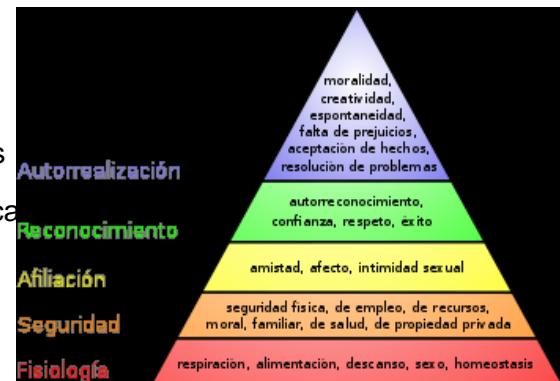 moralidad,
creatividad,
espontaneidad,
falta de prejuicios,
aceptación de hechos,
resolución de problemas
Autorrealización
autorreconocimiento,
confianza, respeto, éxito
Reconocimiento
amistad, afecto, intimidad sexual
Afiliación
seguridad física, de empleo, de recursos,
moral, familiar, de salud, de propiedad privada
Seguridad
respiración, alimentación, descanso, sexo, homeostasis
Fisiología